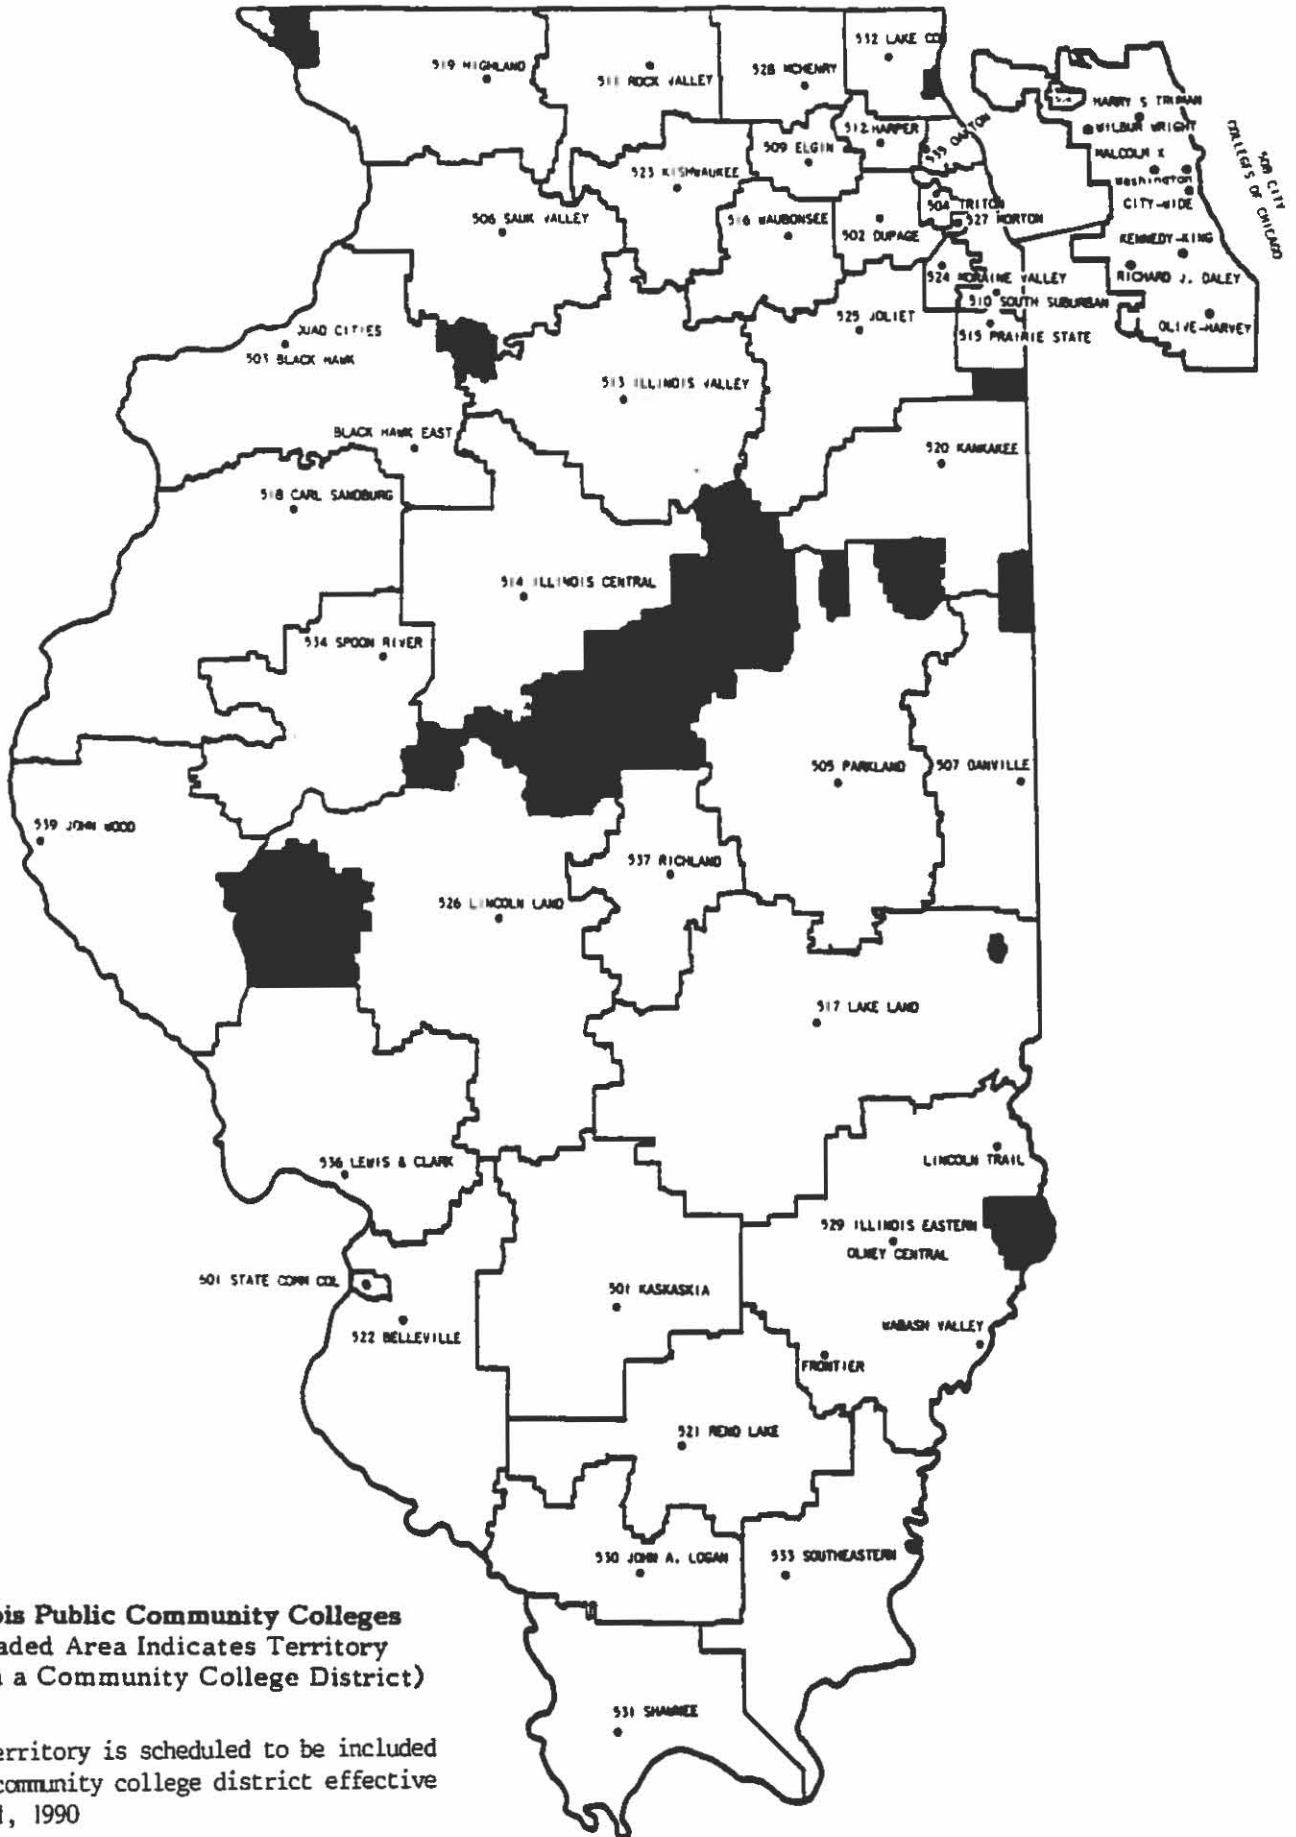 532 LAKE CO
519 HIGHLAND
511 ROCK VALLEY
528 MCHENRY
HARRY S TRUMAN
512 HARPER
WILBUR WRIGHT
535 OAKTON
509 ELGIN
MALCOLM X
508 CITY
COLLEGES OF CHICAGO
523 KISHWAUKEE
Washington
504 TRITON
CITY-WIDE
506 SAUK VALLEY
516 WAUBONSEE
527 MORTON
502 DUPAGE
KENNEDY-KING
524 MORAINE VALLEY
RICHARD J. DALEY
510 SOUTH SUBURBAN
525 JOLIET
QUAD CITIES
515 PRAIRIE STATE
OLIVE-HARVEY
503 BLACK HAWK
513 ILLINOIS VALLEY
BLACK HAWK EAST
520 KANKAKEE
518 CARL SANDBURG
514 ILLINOIS CENTRAL
534 SPOON RIVER
505 PARKLAND
507 DANVILLE
539 JOHN WOOD
537 RICHLAND
526 LINCOLN LAND
517 LAKE LAND
536 LEWIS & CLARK
LINCOLN TRAIL
529 ILLINOIS EASTERN
OLNEY CENTRAL
501 STATE COMM COL
501 KASKASKIA
522 BELLEVILLE
WABASH VALLEY
FRONTIER
521 REND LAKE
530 JOHN A. LOGAN
533 SOUTHEASTERN
ois Public Community Colleges
aded Area Indicates Territory
a Community College District)
531 SHAWNEE
erritory is scheduled to be included
community college district effective
1, 1990